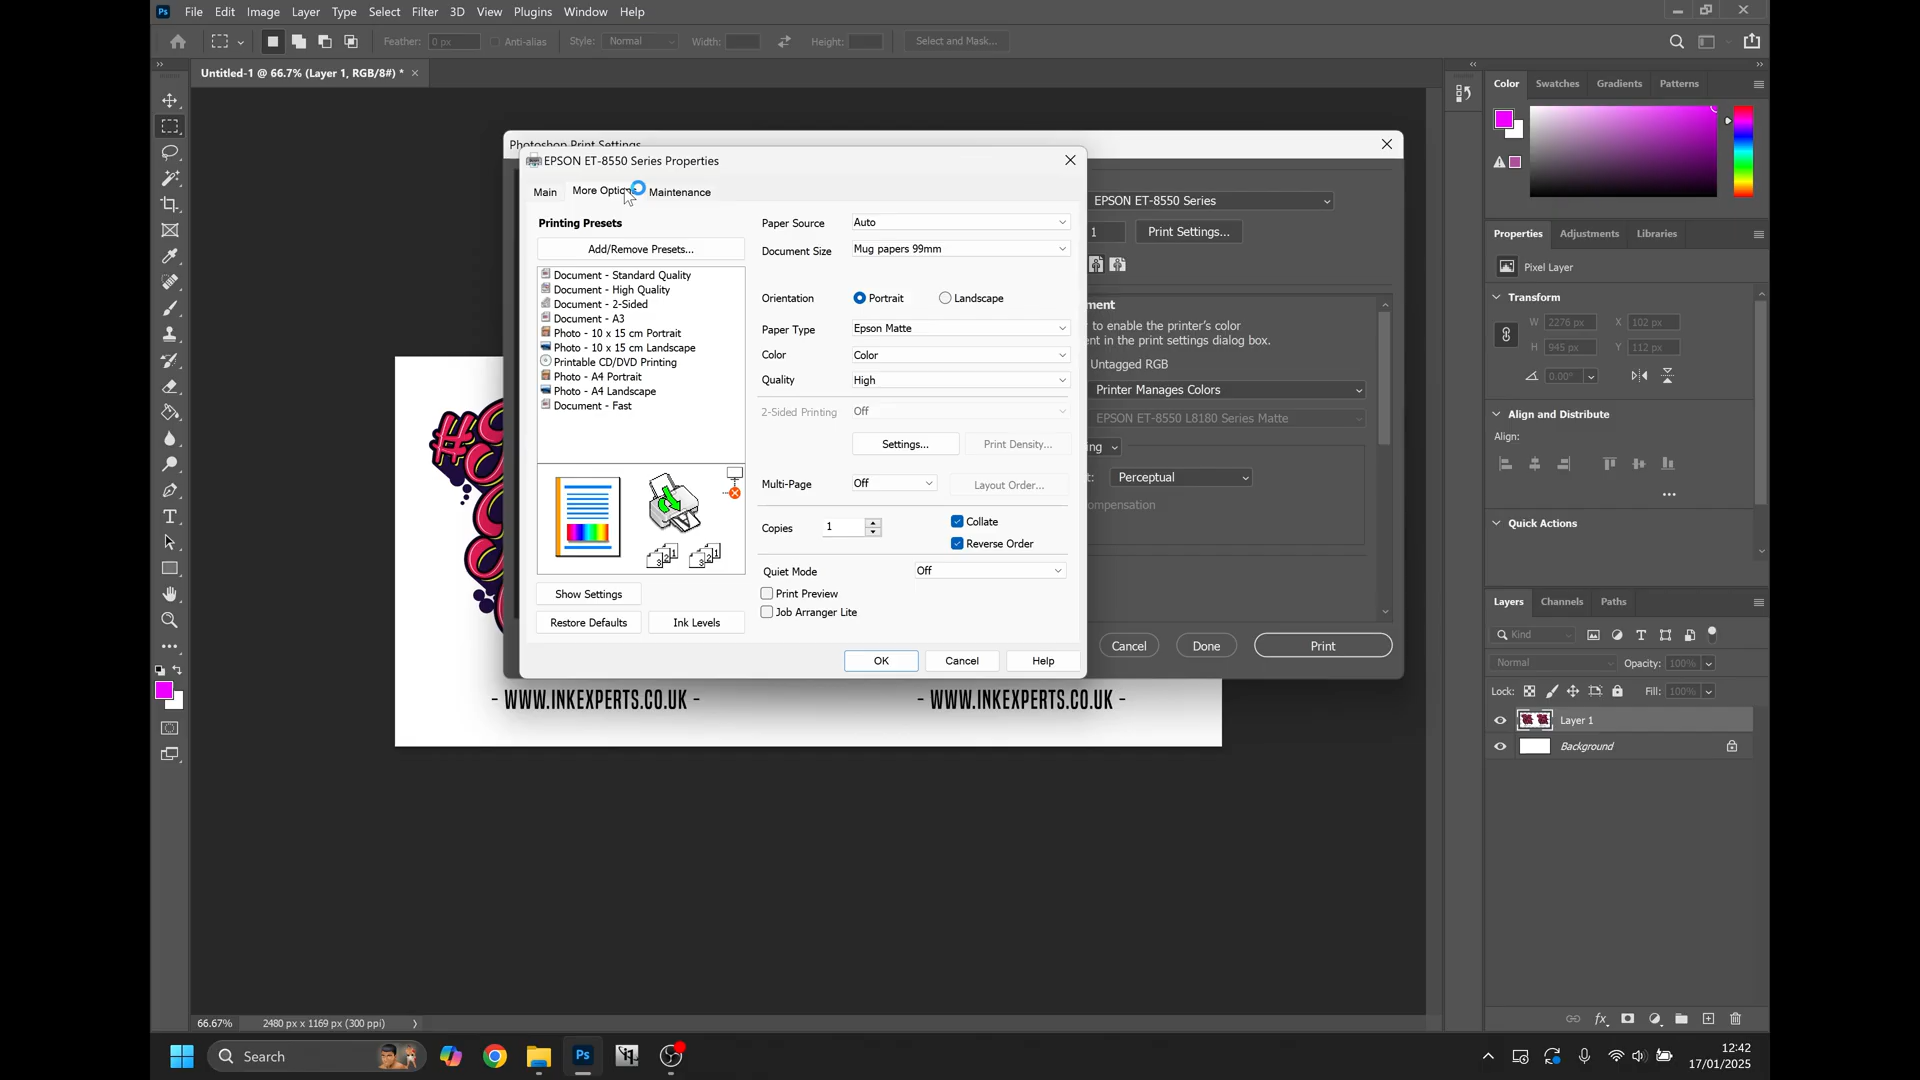 Ps File Edit Image Layer Type Select Filter 3D View Plugins Window Help
Feather: 0 px Anti-alias Style: Normal Width: Height: Select and Mask...
Untitled-1 @ 66.7% (Layer 1, RGB/8#) * ×
Photoshop Print Settings
EPSON ET-8550 Series Properties
Main More Options Maintenance
Printing Presets
Add/Remove Presets...
Document - Standard Quality
Document - High Quality
Document - 2-Sided
Document - A3
Photo - 10 x 15 cm Portrait
Photo - 10 x 15 cm Landscape
Printable CD/DVD Printing
Photo - A4 Portrait
Photo - A4 Landscape
Document - Fast
3 2 1 3 2 1
Show Settings
Restore Defaults Ink Levels
Paper Source Auto
Document Size Mug papers 99mm
Orientation Portrait Landscape
Paper Type Epson Matte
Color Color
Quality High
2-Sided Printing Off
Settings... Print Density...
Multi-Page Off Layout Order...
Copies 1 Collate
Reverse Order
Quiet Mode Off
Print Preview
Job Arranger Lite
OK Cancel Help
EPSON ET-8550 Series
1 Print Settings...
ment
to enable the printer's color
nt in the print settings dialog box.
Untagged RGB
Printer Manages Colors
EPSON ET-8550 L8180 Series Matte
ing
t: Perceptual
ompensation
Cancel Done Print
- WWW.INKEXPERTS.CO.UK - - WWW.INKEXPERTS.CO.UK -
Color Swatches Gradients Patterns
Properties Adjustments Libraries
Pixel Layer
Transform
W 2276 px X 102 px
H 945 px Y 112 px
0.00°
Align and Distribute
Align:
Quick Actions
Layers Channels Paths
Kind
Normal Opacity: 100%
Lock: Fill: 100%
Layer 1
Background
fx
66.67% 2480 px x 1169 px (300 ppi)
Search
Ps
12:42
17/01/2025